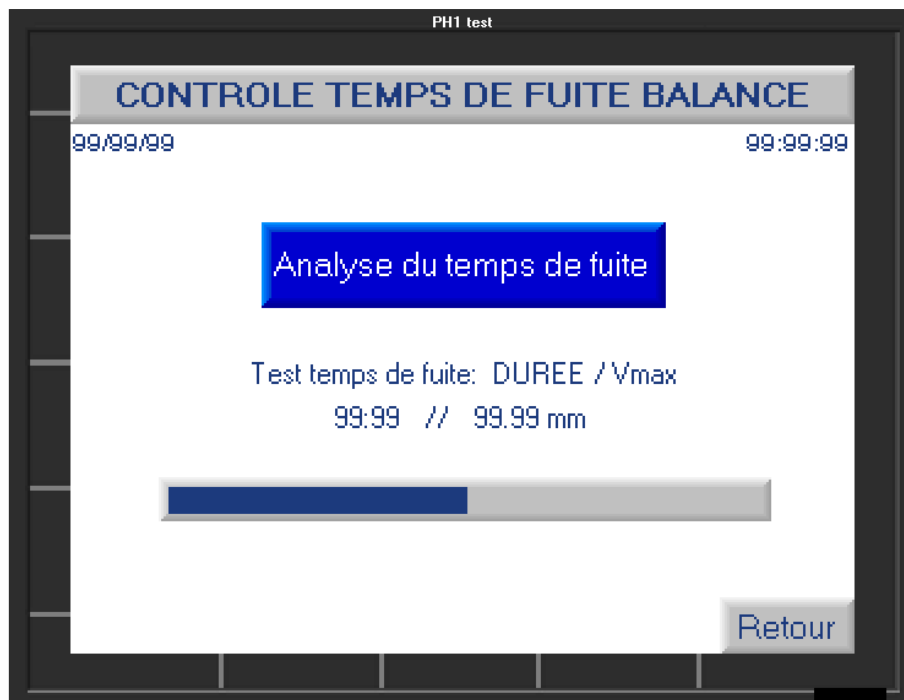 PH1 test
CONTROLE TEMPS DE FUITE BALANCE
99/99/99 99:99:99
Analyse du temps de fuite
Test temps de fuite: DUREE / Vmax
99:99 // 99.99 mm
Retour